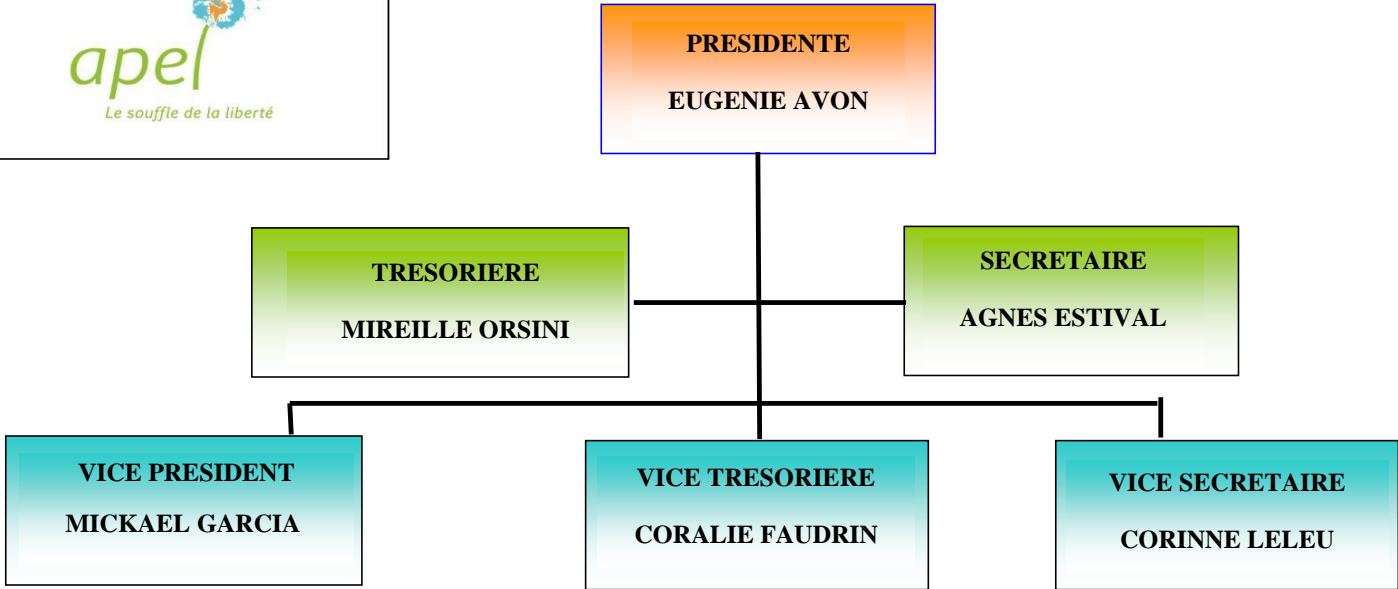 apel
Le souffle de la liberté
PRESIDENTE
EUGENIE AVON
TRESORIERE
MIREILLE ORSINI
SECRETAIRE
AGNES ESTIVAL
VICE PRESIDENT
MICKAEL GARCIA
VICE TRESORIERE
CORALIE FAUDRIN
VICE SECRETAIRE
CORINNE LELEU